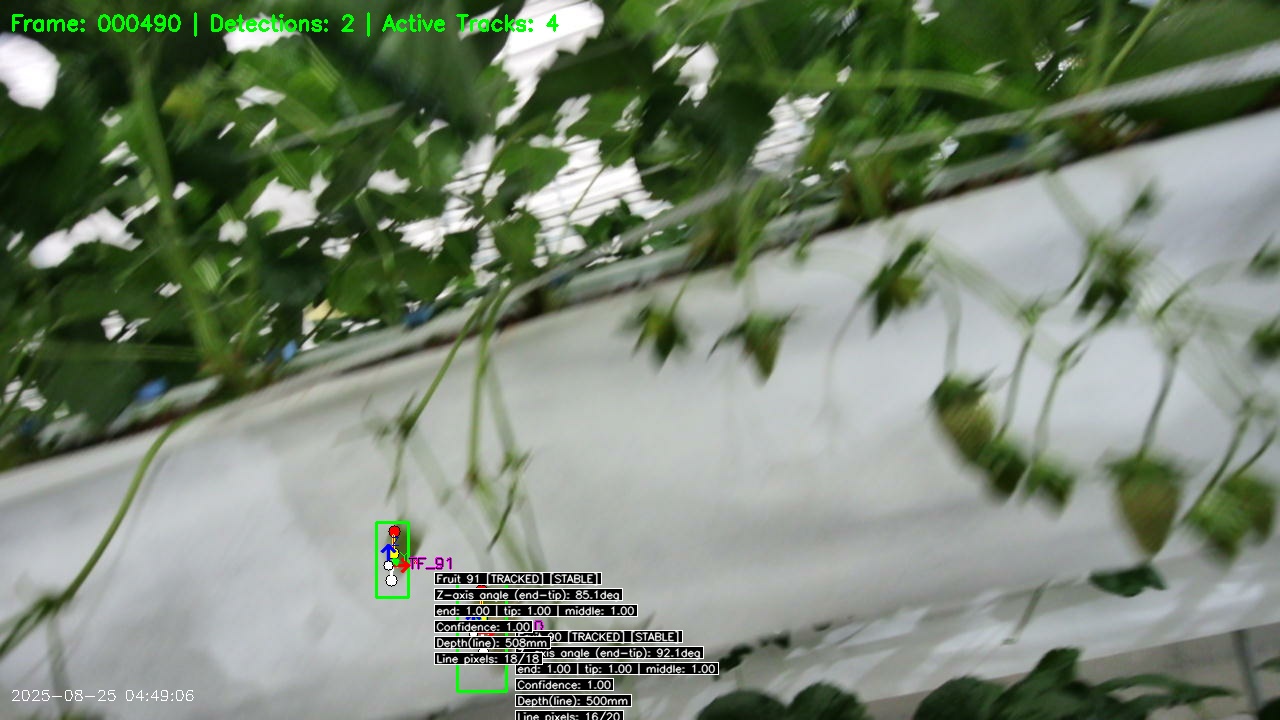 Frame: 000490 | Detections: 2 | Active Tracks: 4
TF_91
Fruit 91 [TRACKED] [STABLE]
Z-axis angle (end-tip): 85.1deg
end: 1.00 | tip: 1.00 | middle: 1.00
Confidence: 1.00
Depth(line): 508mm
Line pixels: 18/18
90 [TRACKED] [STABLE]
angle (end-tip): 92.1deg
end: 1.00 | tip: 1.00 | middle: 1.00
Confidence: 1.00
Depth(line): 500mm
Line pixels: 16/20
2025-08-25 04:49:06